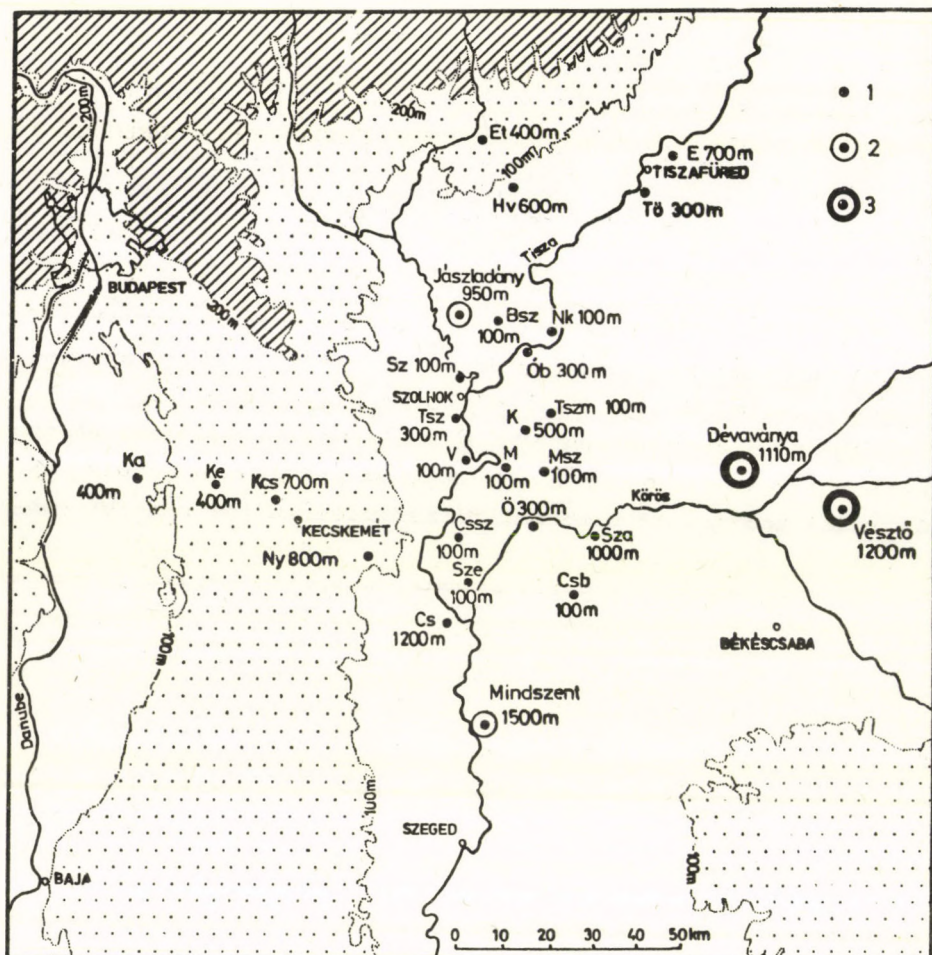 1
2
3
200m
200m
Et 400m
100m
E 700m
TISZAFÜRED
Hv 600m
Tö 300m
Tisza
BUDAPEST
200m
Jászladány
950m
Bsz
100m
Nk 100m
Sz 100m
Öb 300m
SZOLNOK
Tsz
300m
K
500m
Tszm 100m
Dévaványa
1110m
V
100m
M
100m
Msz
100m
Ka
400m
Ke
400m
Kcs 700m
KECSKEMÉT
Ny 800m
Ö 300m
Körös
Cssz
100m
Sza
1000m
Vésztő
1200m
Sze
100m
Csb
100m
Cs
1200m
BÉKÉSCSABA
100m
Mindszent
1500m
Danube
100m
SZEGED
100m
BAJA
0 10 20 30 40 50km